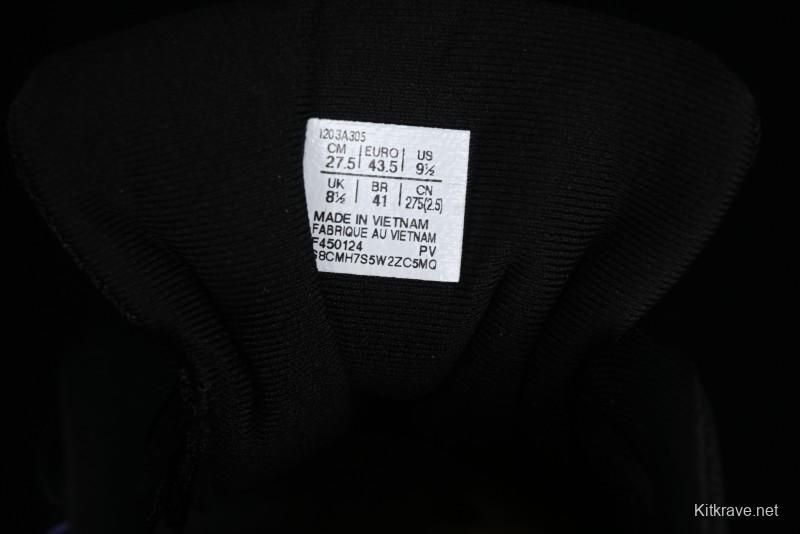 1203A305
CM EURO US
27.5 43.5 9½
UK BR CN
8½ 41 275(2.5)
MADE IN VIETNAM
FABRIQUE AU VIETNAM
F450124 PV
S8CMH7S5W2ZC5MQ
Kitkrave.net